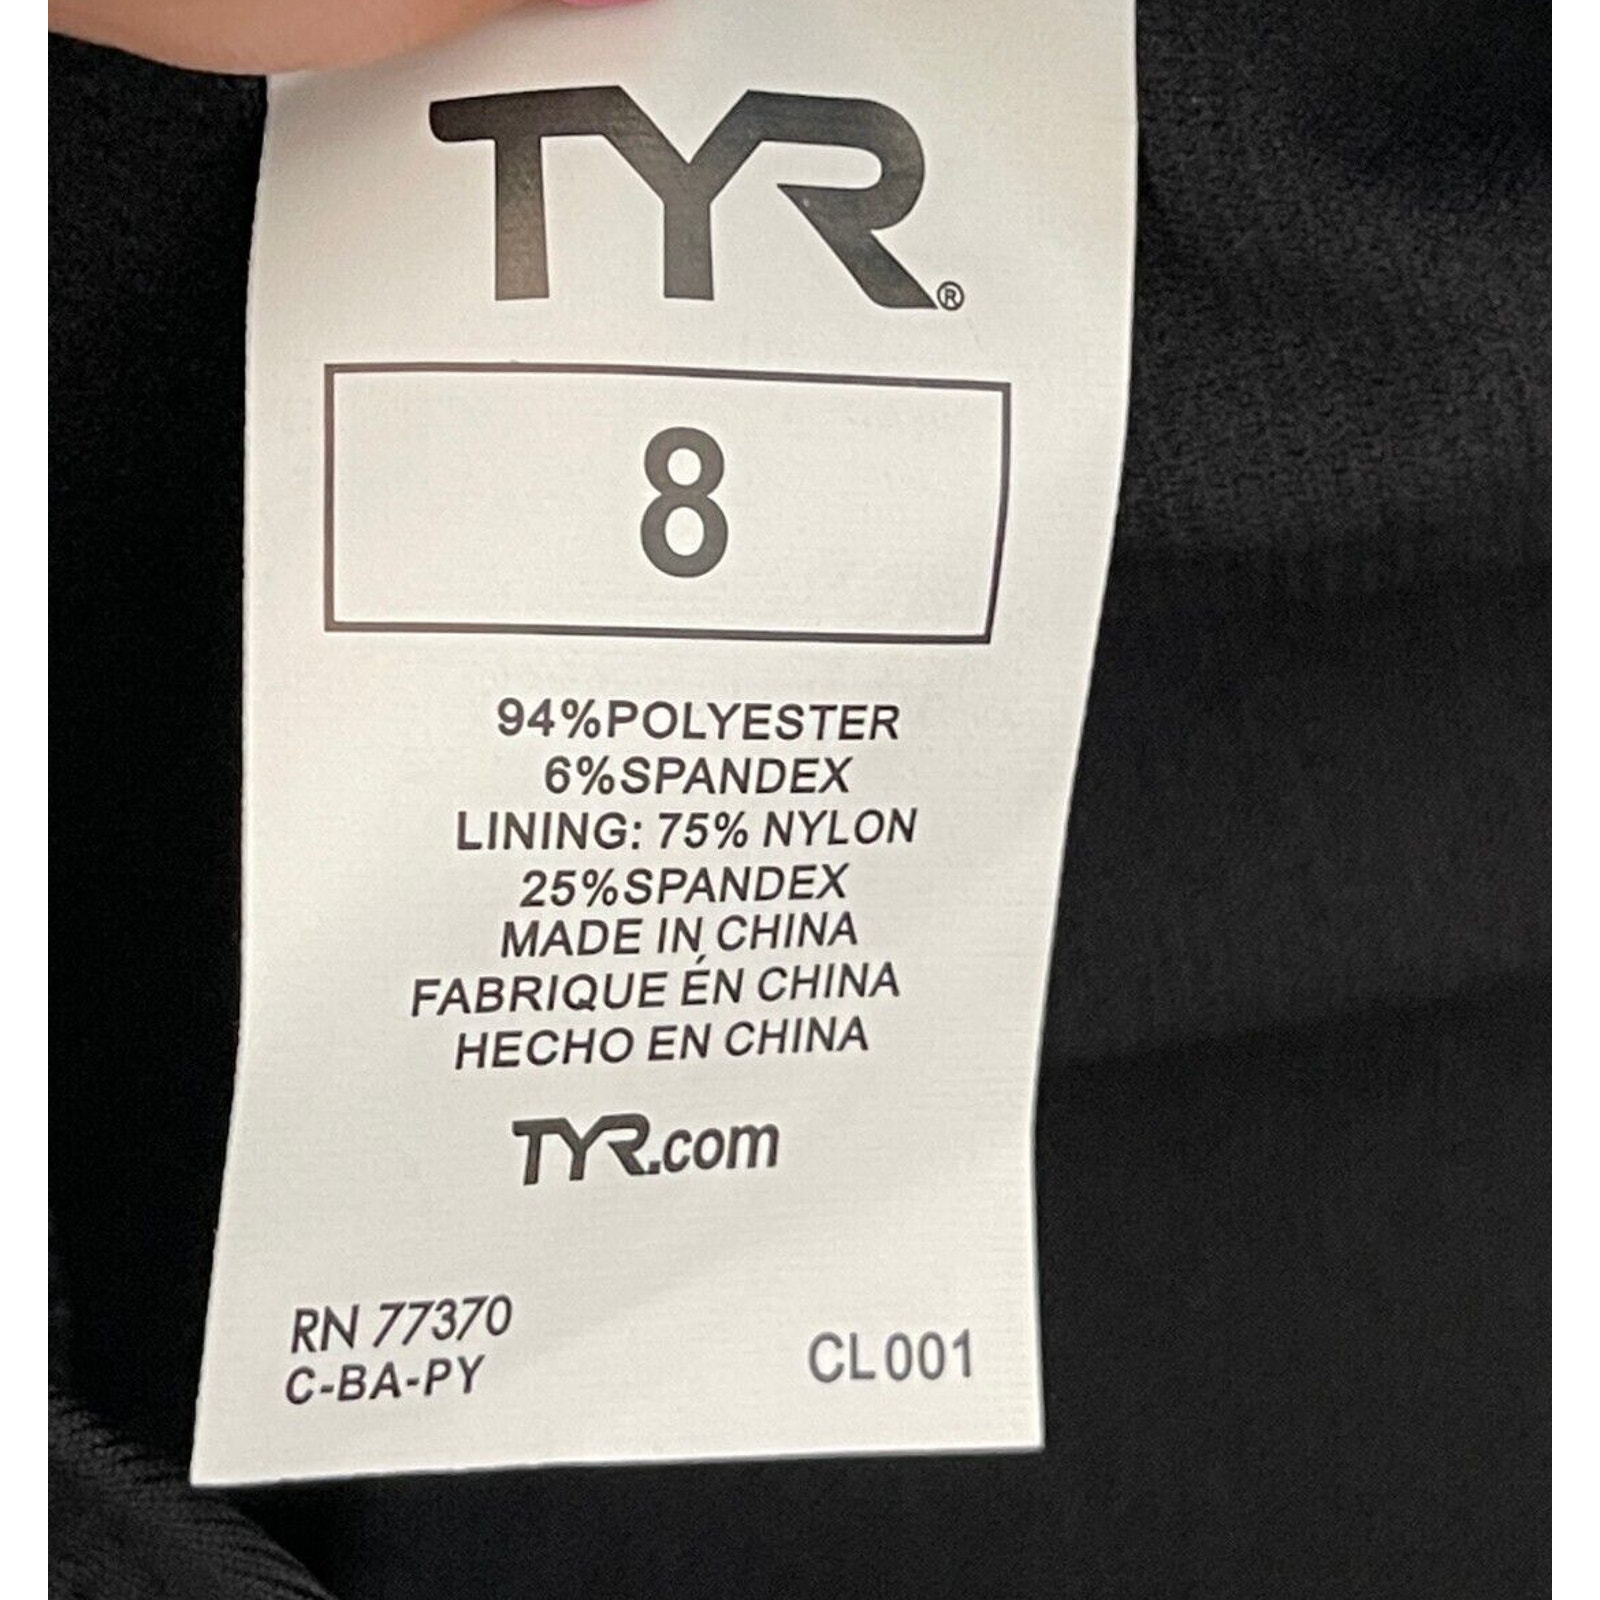 TYR®
8
94%POLYESTER
6%SPANDEX
LINING: 75% NYLON
25%SPANDEX
MADE IN CHINA
FABRIQUE ÉN CHINA
HECHO EN CHINA
TYR.com
RN 77370
C-BA-PY
CL001